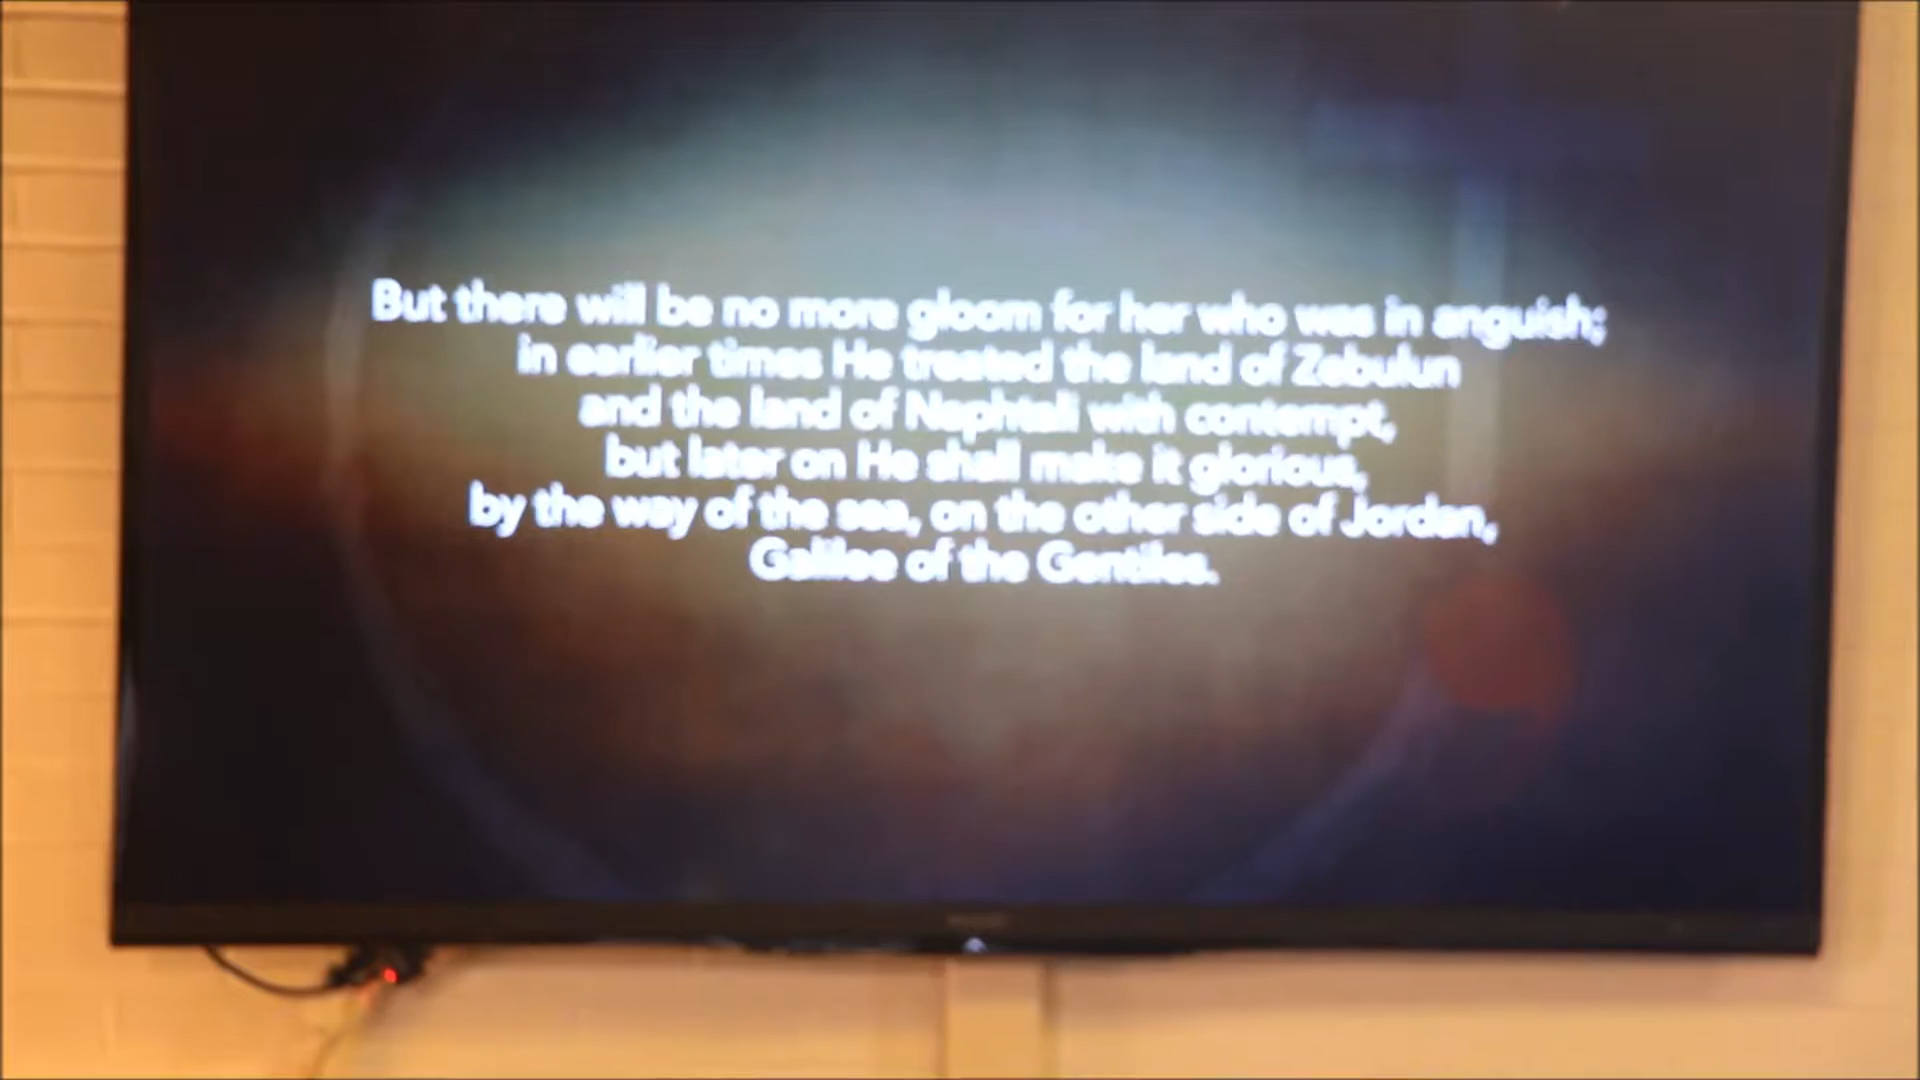 But there will be no more gloom for her who was in anguish;
in earlier times He treated the land of Zebulun
and the land of Naphtali with contempt,
but later on He shall make it glorious,
by the way of the sea, on the other side of Jordan,
Galilee of the Gentiles.